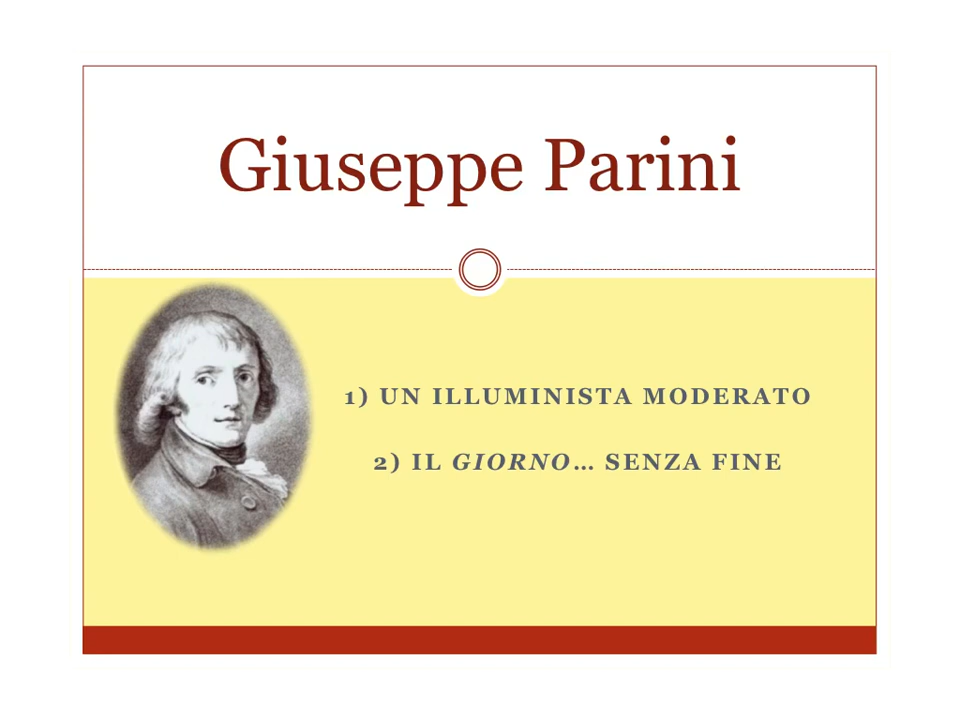 Giuseppe Parini
1) UN ILLUMINISTA MODERATO
2) IL GIORNO… SENZA FINE